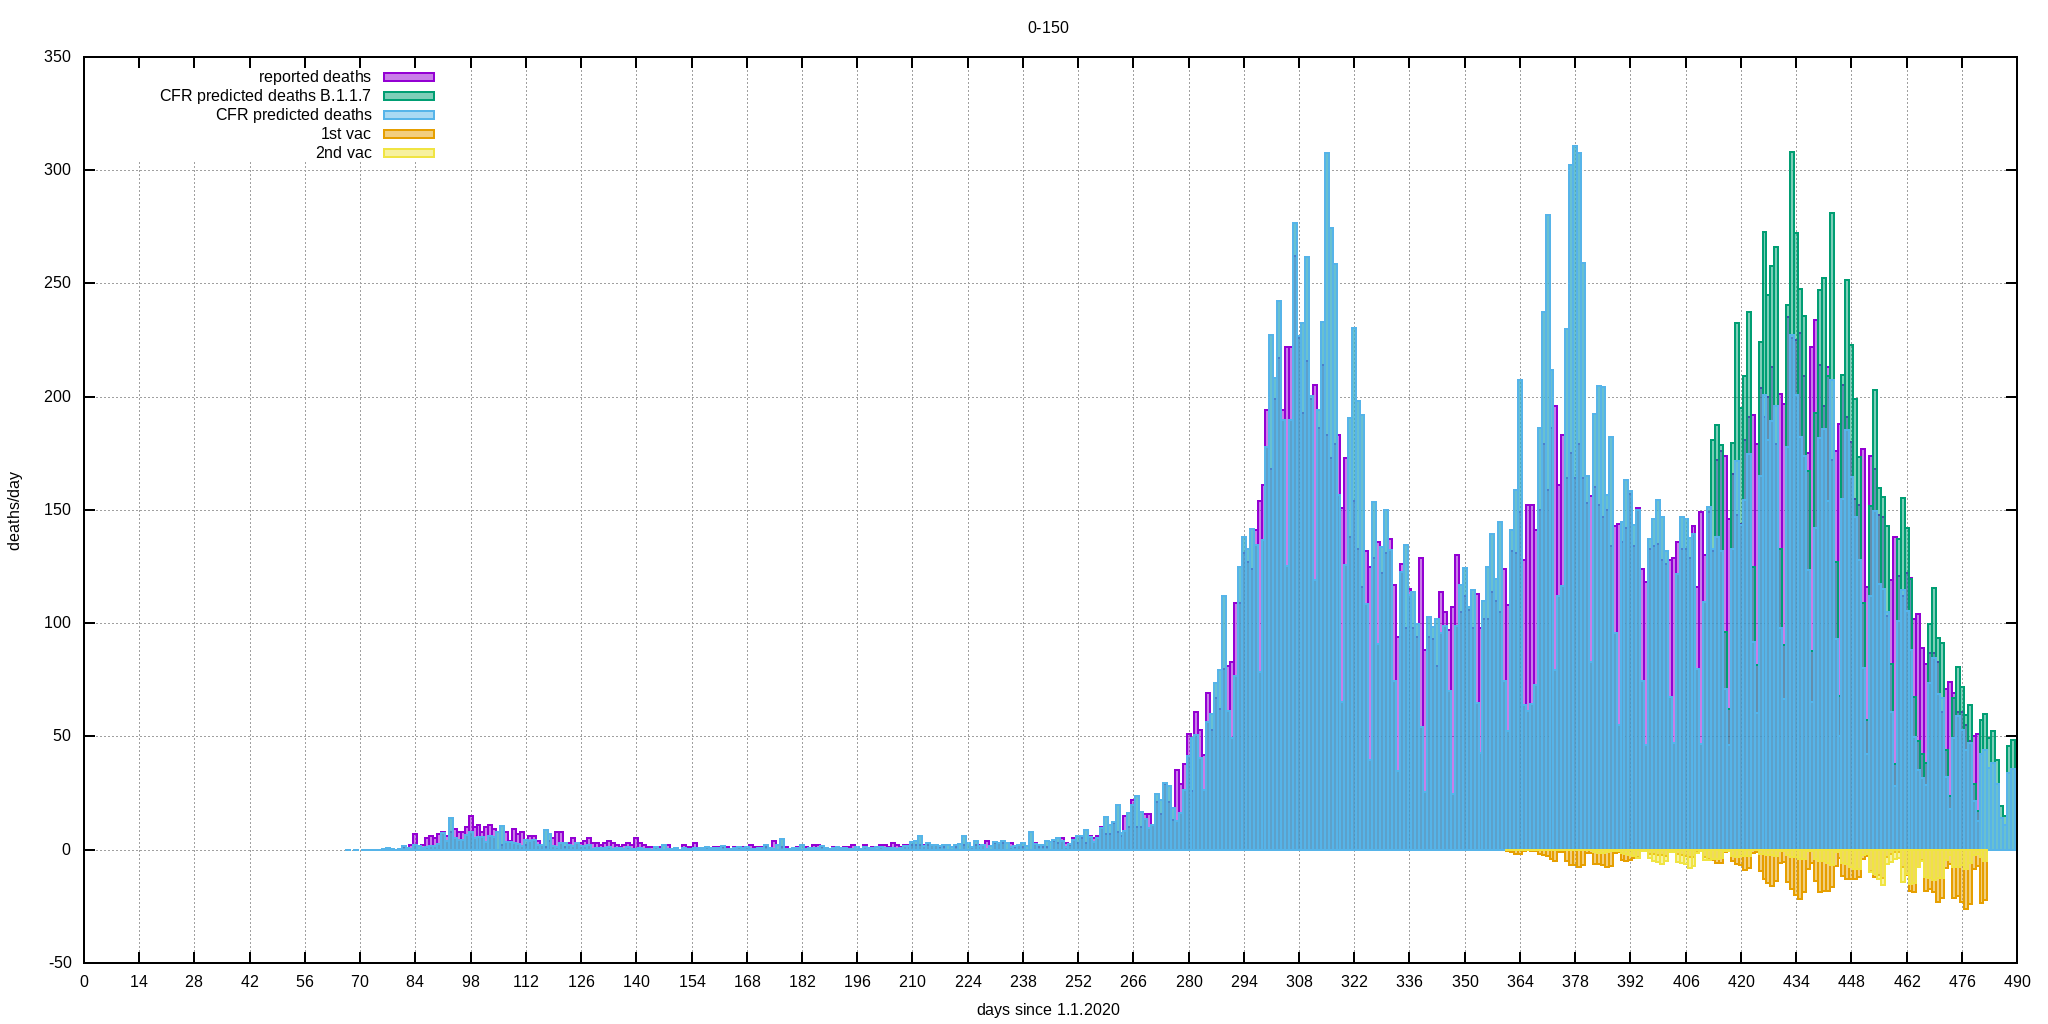 0-150
350
300
250
200
150
100
50
0
-50
deaths/day
reported deaths
CFR predicted deaths B.1.1.7
CFR predicted deaths
1st vac
2nd vac
0 14 28 42 56 70 84 98 112 126 140 154 168 182 196 210 224 238 252 266 280 294 308 322 336 350 364 378 392 406 420 434 448 462 476 490
days since 1.1.2020